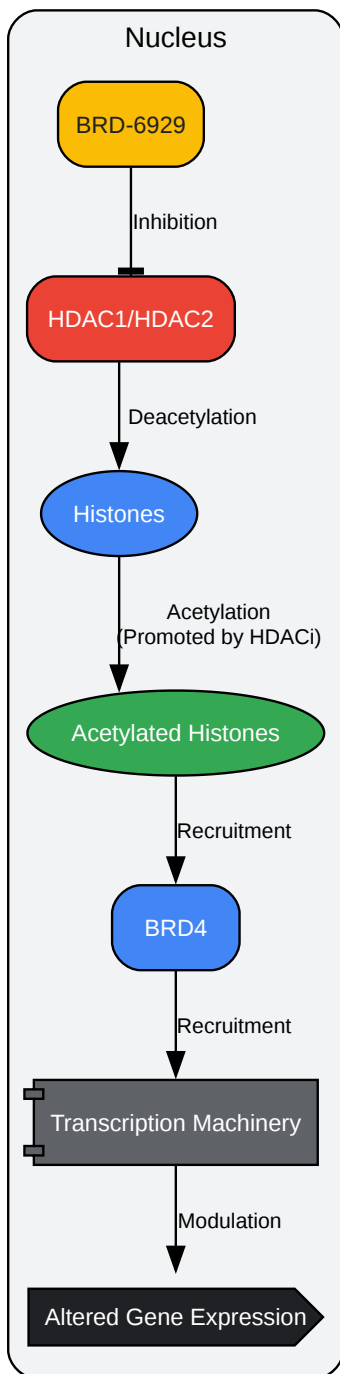 Nucleus
BRD-6929
Inhibition
HDAC1/HDAC2
Deacetylation
Histones
Acetylation
(Promoted by HDACi)
Acetylated Histones
Recruitment
BRD4
Recruitment
Transcription Machinery
Modulation
Altered Gene Expression